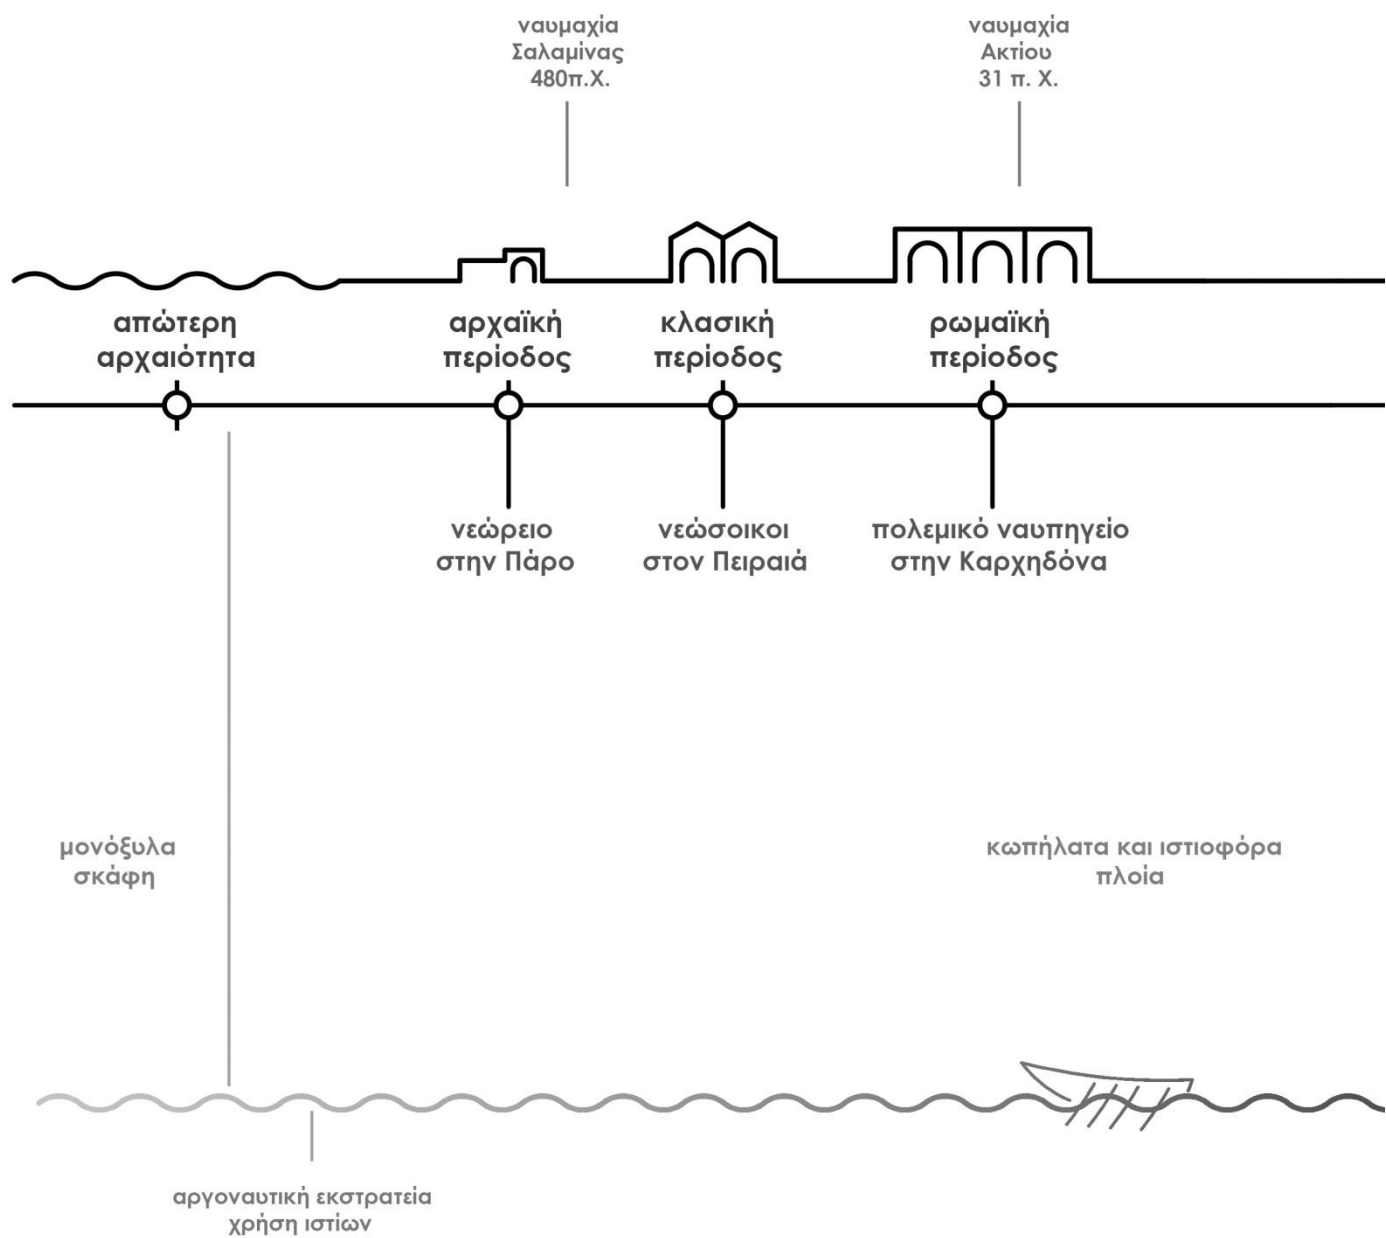 ναυμαχία
Σαλαμίνας
480π.Χ.
ναυμαχία
Ακτίου
31 π. Χ.
απώτερη
αρχαιότητα
αρχαϊκή
περίοδος
κλασική
περίοδος
ρωμαϊκή
περίοδος
νεώρειο
στην Πάρο
νεώσοικοι
στον Πειραιά
πολεμικό ναυπηγείο
στην Καρχηδόνα
μονόξυλα
σκάφη
κωπήλατα και ιστιοφόρα
πλοία
αργοναυτική εκστρατεία
χρήση ιστίων